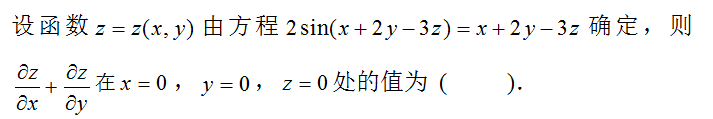 设函数 z = z(x, y) 由方程 2sin(x + 2y − 3z) = x + 2y − 3z 确定，则
∂z/∂x + ∂z/∂y 在 x = 0， y = 0， z = 0 处的值为 (      ).